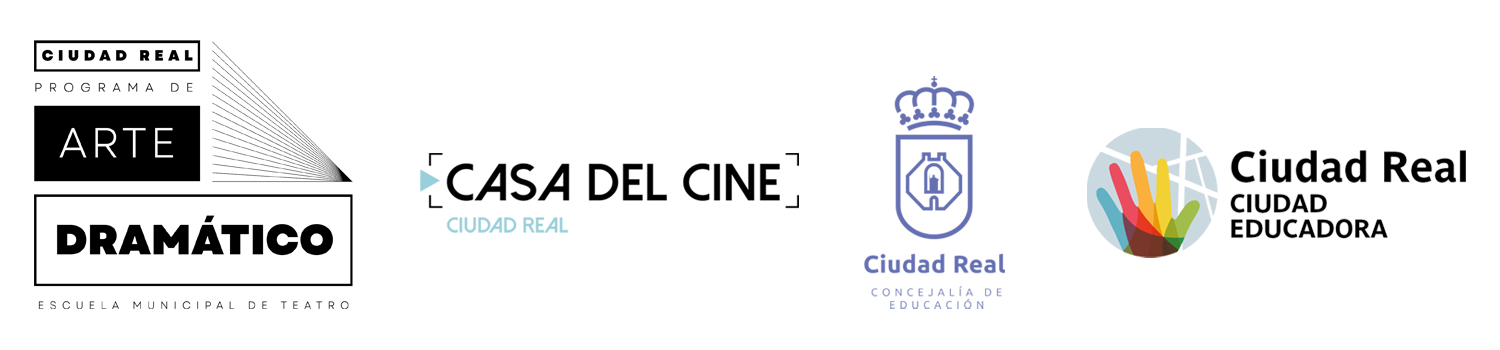 CIUDAD REAL
PROGRAMA DE
ARTE
DRAMÁTICO
ESCUELA MUNICIPAL DE TEATRO
CASA DEL CINE
CIUDAD REAL
Ciudad Real
CONCEJALÍA DE
EDUCACIÓN
Ciudad Real
CIUDAD
EDUCADORA